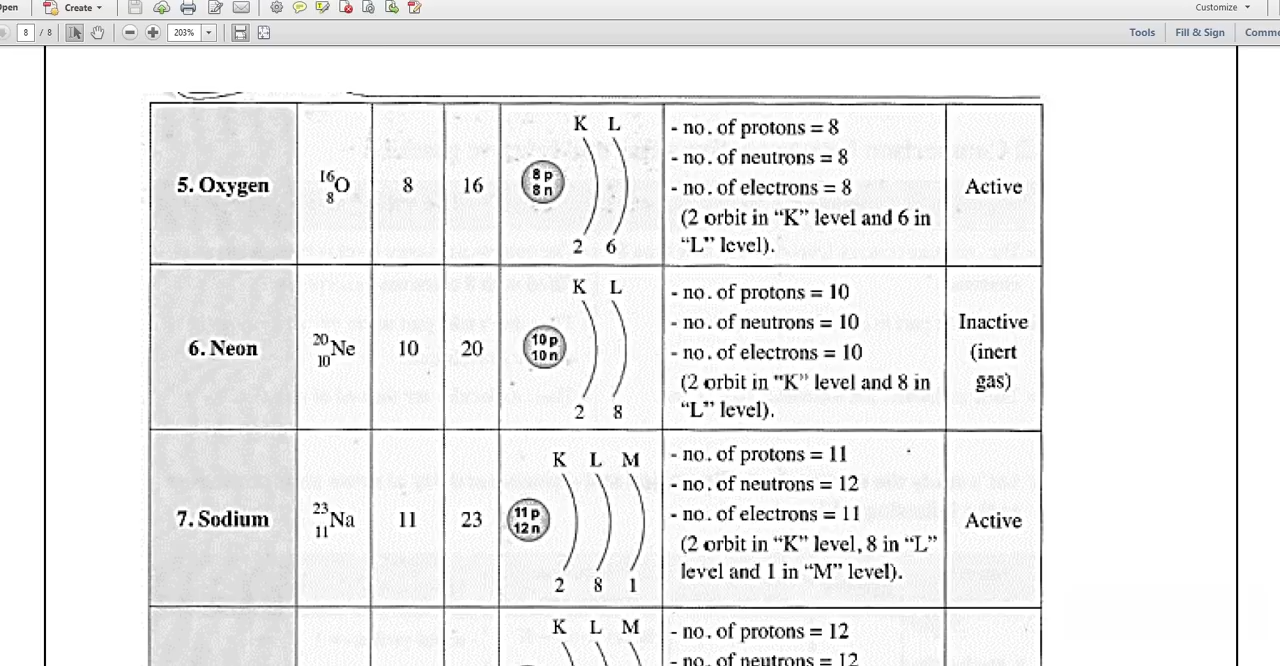 Open Create Customize
8 / 8 203% Tools Fill & Sign
K L
5. Oxygen
16
8 O
8
16
8 p
8 n
2 6
- no. of protons = 8
- no. of neutrons = 8
- no. of electrons = 8
(2 orbit in “K” level and 6 in
“L” level).
Active
K L
6. Neon
20
10 Ne
10
20
10 p
10 n
2 8
- no. of protons = 10
- no. of neutrons = 10
- no. of electrons = 10
(2 orbit in “K” level and 8 in
“L” level).
Inactive
(inert
gas)
K L M
7. Sodium
23
11 Na
11
23
11 p
12 n
2 8 1
- no. of protons = 11
- no. of neutrons = 12
- no. of electrons = 11
(2 orbit in “K” level, 8 in “L”
level and 1 in “M” level).
Active
K L M
- no. of protons = 12
- no. of neutrons = 12